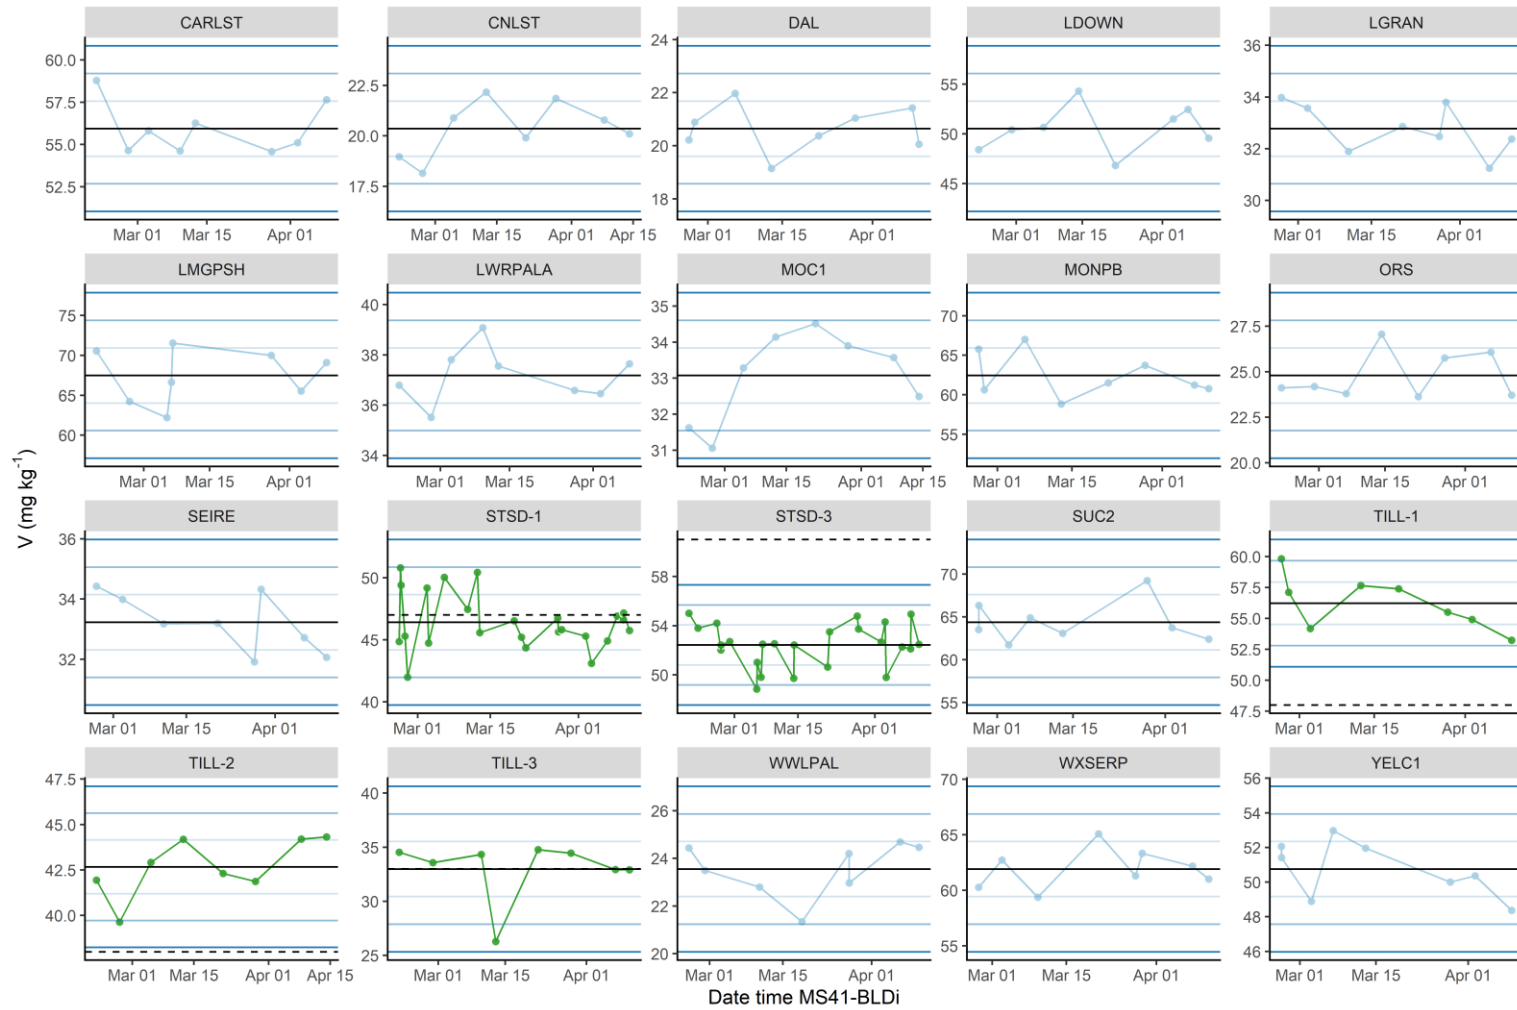 CARLST CNLST DAL LDOWN LGRAN
60.0 57.5 55.0 52.5
22.5 20.0 17.5
24 22 20 18
55 50 45
36 34 32 30
Mar 01 Mar 15 Apr 01 Mar 01 Mar 15 Apr 01 Apr 15 Mar 01 Mar 15 Apr 01 Mar 01 Mar 15 Apr 01 Mar 01 Mar 15 Apr 01
LMGPSH LWRPALA MOC1 MONPB ORS
75 70 65 60
40 38 36 34
35 34 33 32 31
70 65 60 55
27.5 25.0 22.5 20.0
Mar 01 Mar 15 Apr 01 Mar 01 Mar 15 Apr 01 Mar 01 Mar 15 Apr 01 Apr 15 Mar 01 Mar 15 Apr 01 Mar 01 Mar 15 Apr 01
V (mg kg⁻¹)
SEIRE STSD-1 STSD-3 SUC2 TILL-1
36 34 32
50 45 40
58 54 50
70 65 60 55
60.0 57.5 55.0 52.5 50.0 47.5
Mar 01 Mar 15 Apr 01 Mar 01 Mar 15 Apr 01 Mar 01 Mar 15 Apr 01 Mar 01 Mar 15 Apr 01 Mar 01 Mar 15 Apr 01
TILL-2 TILL-3 WWLPAL WXSERP YELC1
47.5 45.0 42.5 40.0
40 35 30 25
26 24 22 20
70 65 60 55
56 54 52 50 48 46
Mar 01 Mar 15 Apr 01 Apr 15 Mar 01 Mar 15 Apr 01 Mar 01 Mar 15 Apr 01 Mar 01 Mar 15 Apr 01 Mar 01 Mar 15 Apr 01
Date time MS41-BLDi